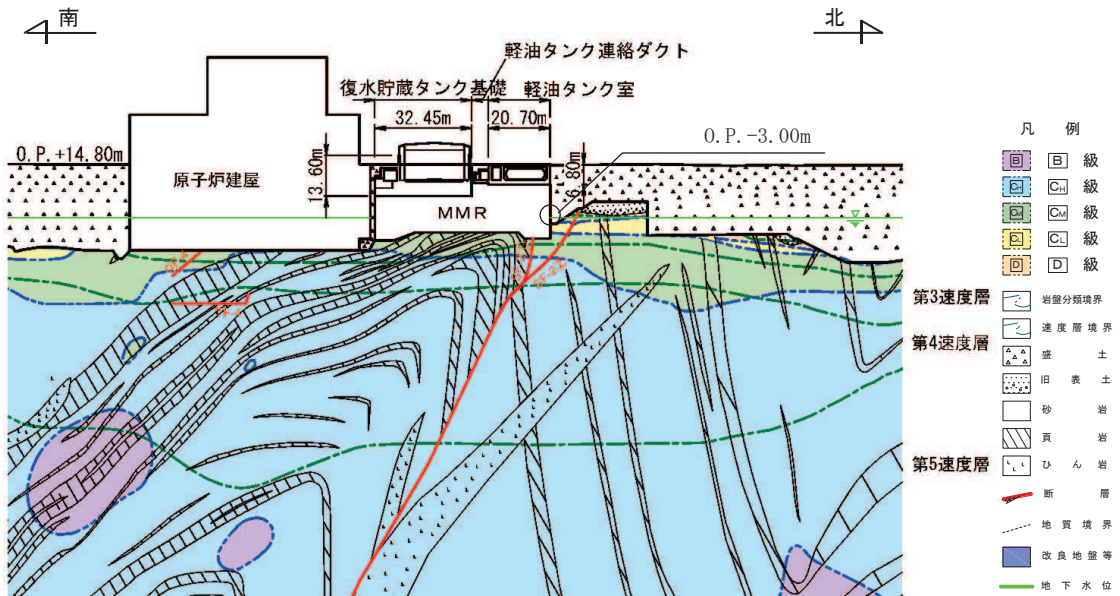 南
北
軽油タンク連絡ダクト
復水貯蔵タンク基礎
軽油タンク室
32.45m
20.70m
O.P.-3.00m
O.P.+14.80m
13.60m
16.80m
原子炉建屋
MMR
凡 例
B B 級
CH CH 級
CM CM 級
CL CL 級
D D 級
第3速度層
第4速度層
第5速度層
岩盤分類境界
速度層境界
盛 土
旧 表 土
砂 岩
頁 岩
ひ ん 岩
断 層
地 質 境 界
改 良 地 盤 等
地 下 水 位